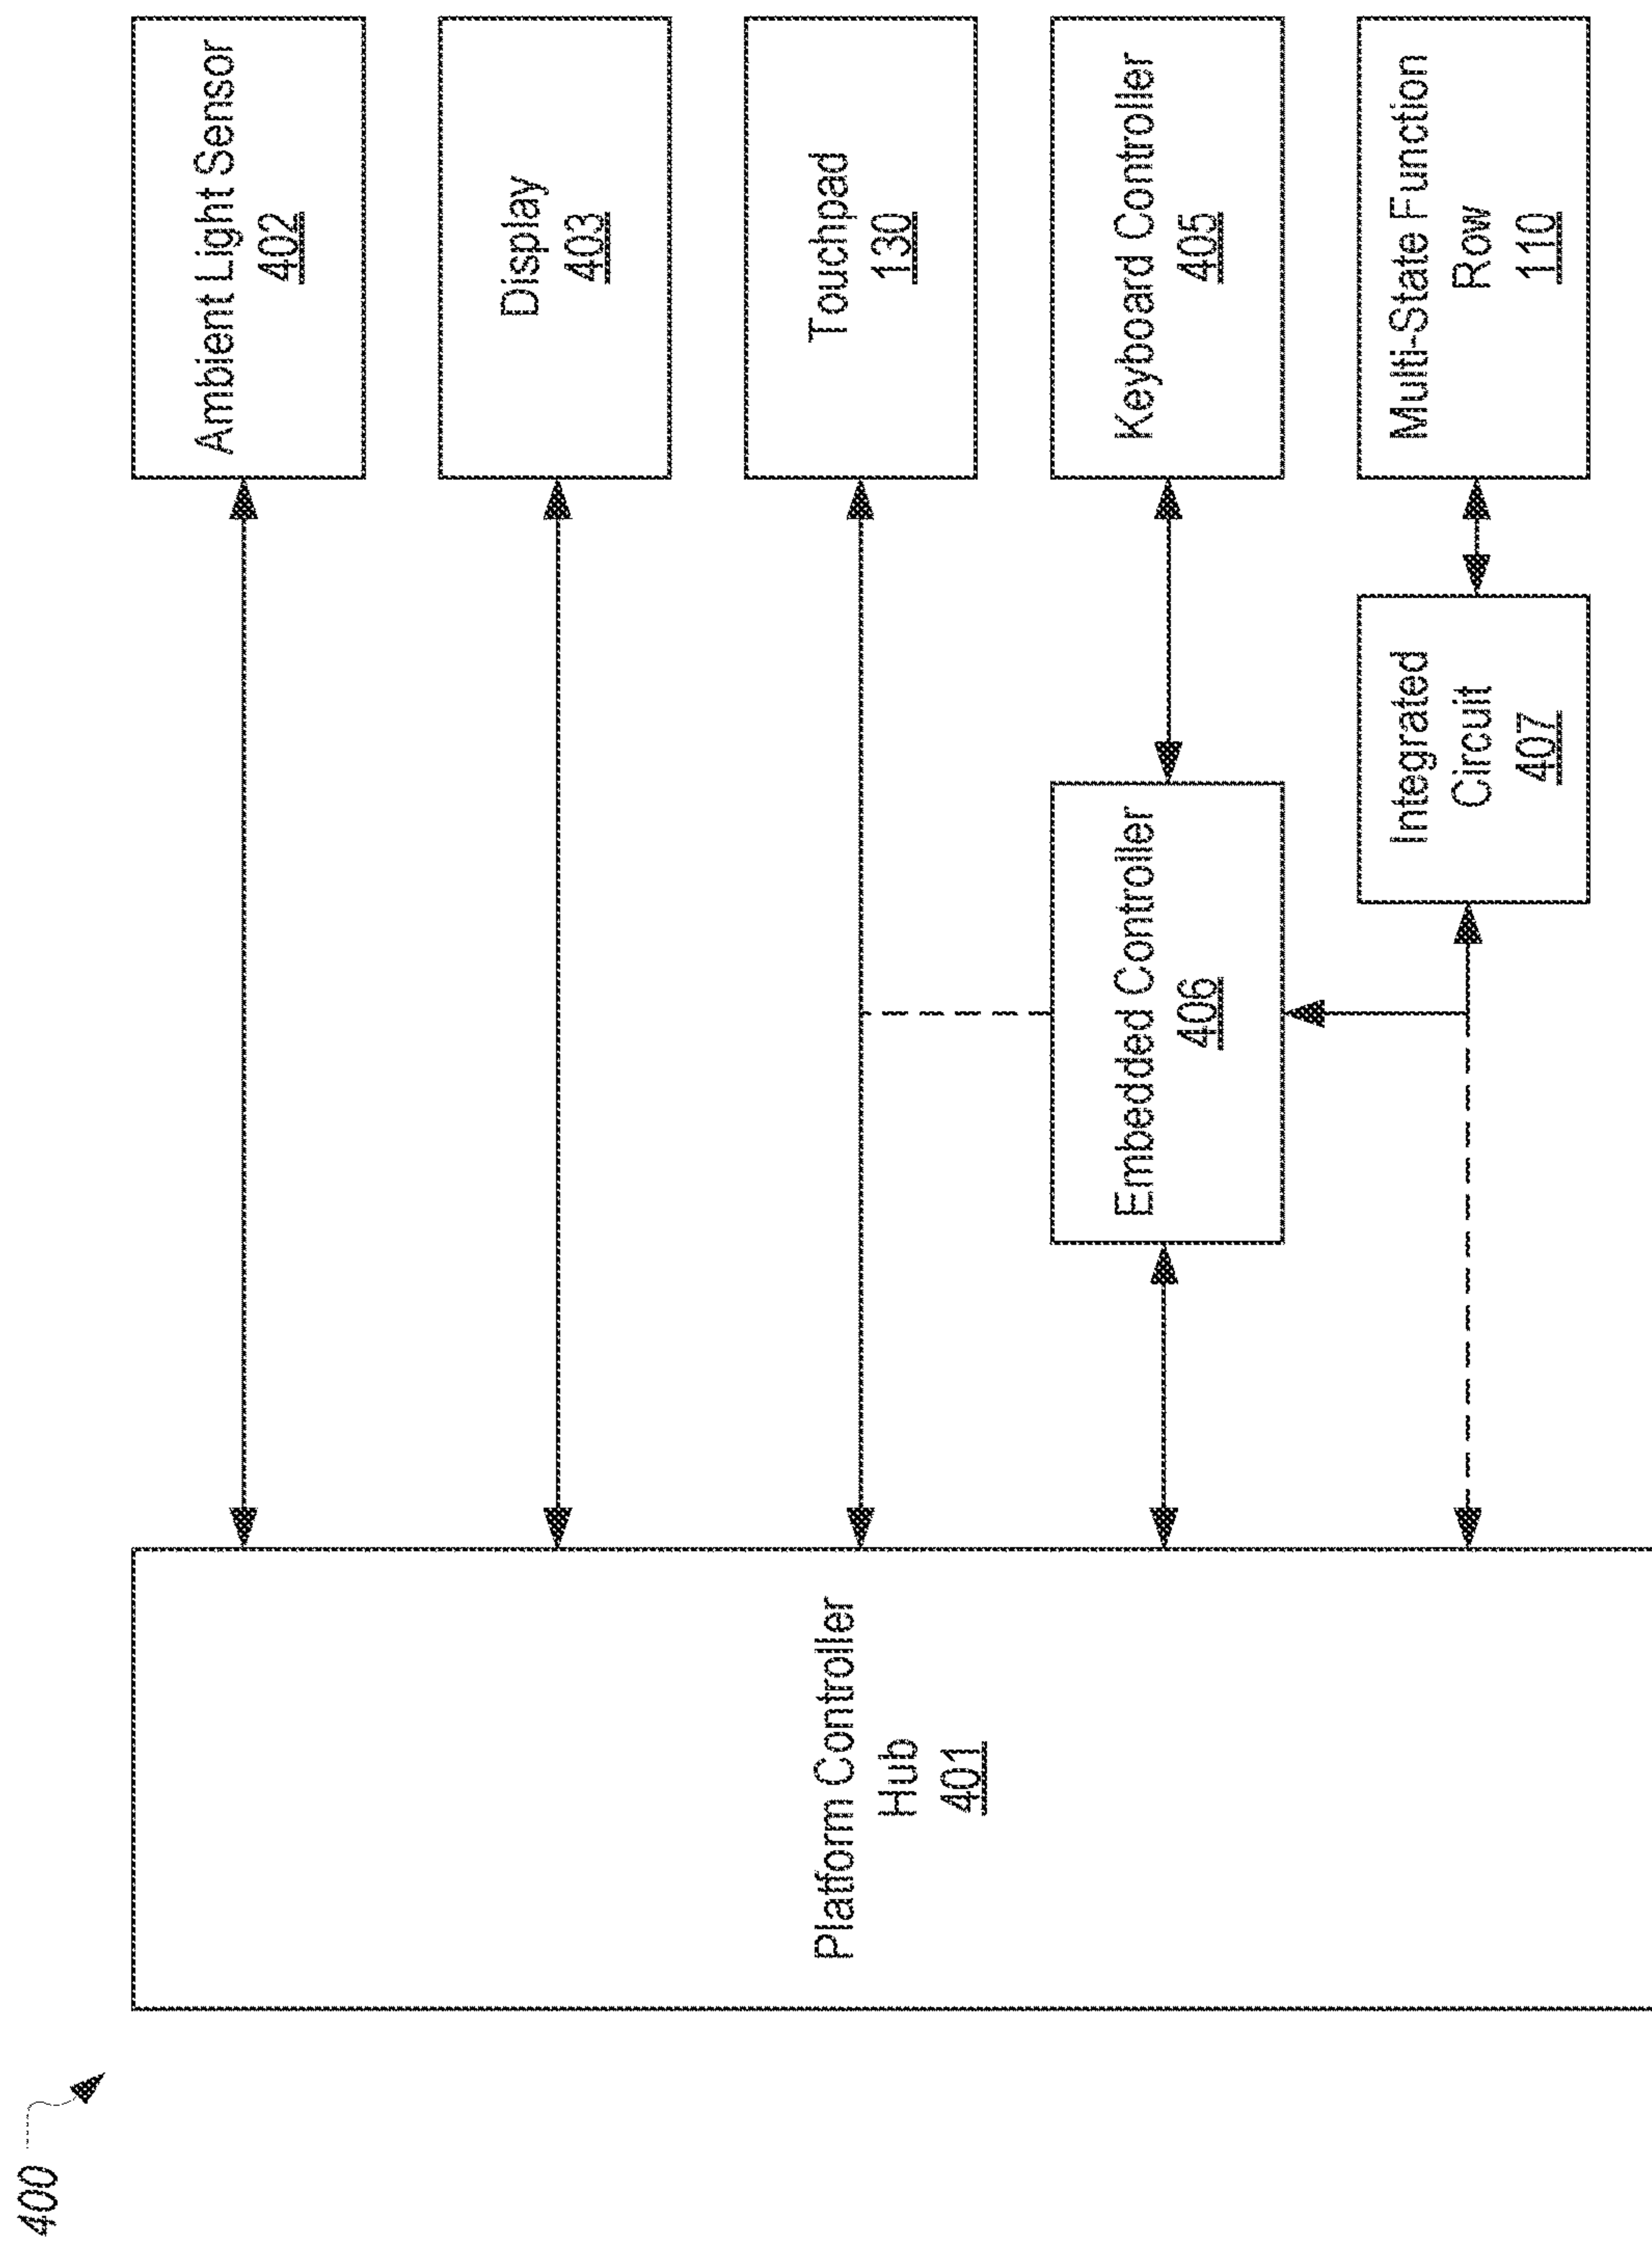 400
Platform Controller
Hub
401
Ambient Light Sensor
402
Display
403
Touchpad
130
Embedded Controller
406
Keyboard Controller
405
Integrated
Circuit
407
Multi-State Function
Row
110